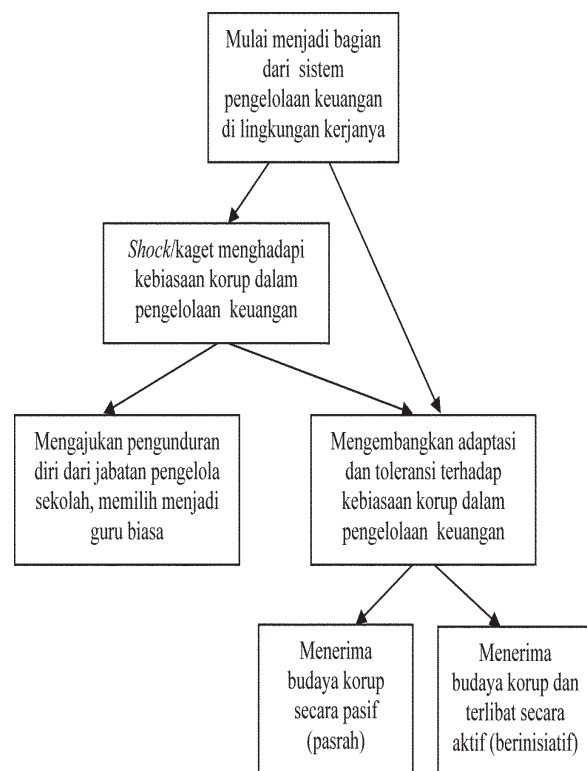 Mulai menjadi bagian
dari sistem
pengelolaan keuangan
di lingkungan kerjanya
Shock/kaget menghadapi
kebiasaan korup dalam
pengelolaan keuangan
Mengajukan pengunduran
diri dari jabatan pengelola
sekolah, memilih menjadi
guru biasa
Mengembangkan adaptasi
dan toleransi terhadap
kebiasaan korup dalam
pengelolaan keuangan
Menerima
budaya korup
secara pasif
(pasrah)
Menerima
budaya korup dan
terlibat secara
aktif (berinisiatif)